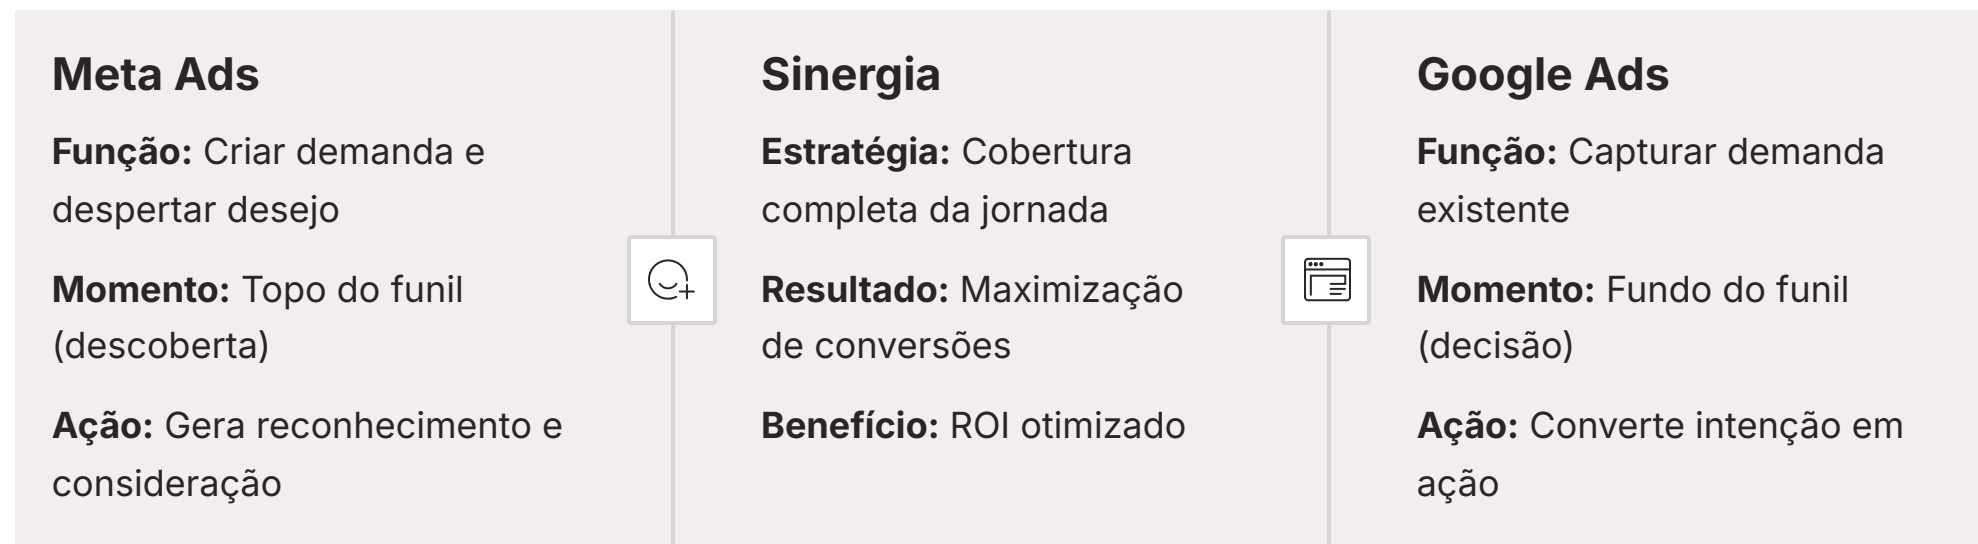 Meta Ads
Função: Criar demanda e
despertar desejo
Momento: Topo do funil
(descoberta)
Ação: Gera reconhecimento e
consideração
Sinergia
Estratégia: Cobertura
completa da jornada
Resultado: Maximização
de conversões
Benefício: ROI otimizado
Google Ads
Função: Capturar demanda
existente
Momento: Fundo do funil
(decisão)
Ação: Converte intenção em
ação